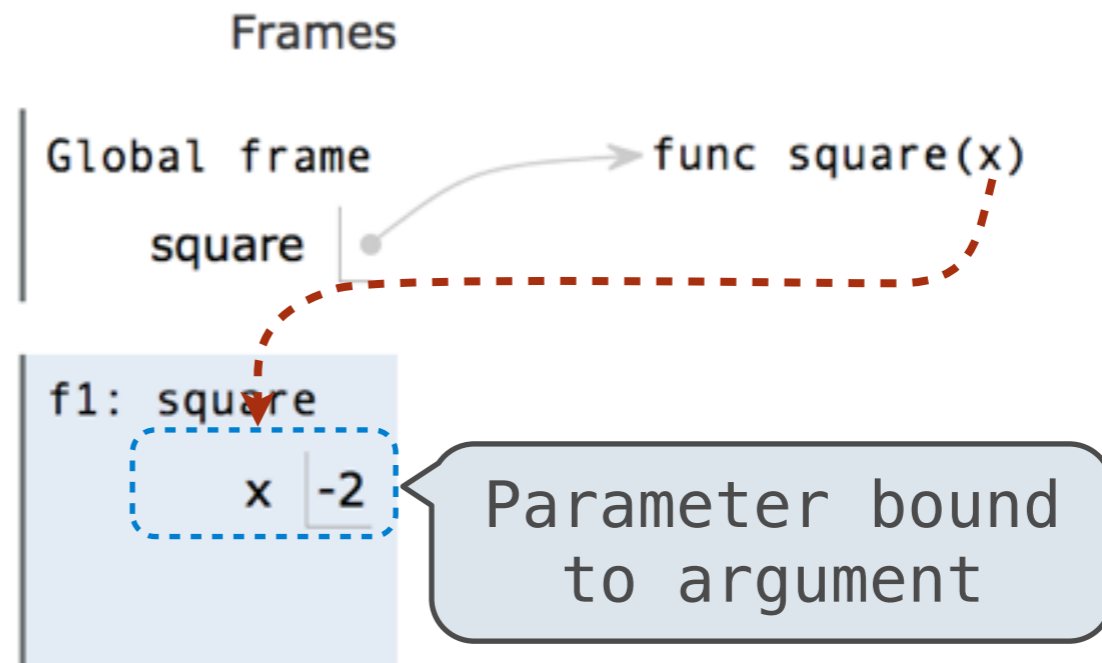 Frames
Global frame
func square(x)
square
f1: square
x -2
Parameter bound
to argument